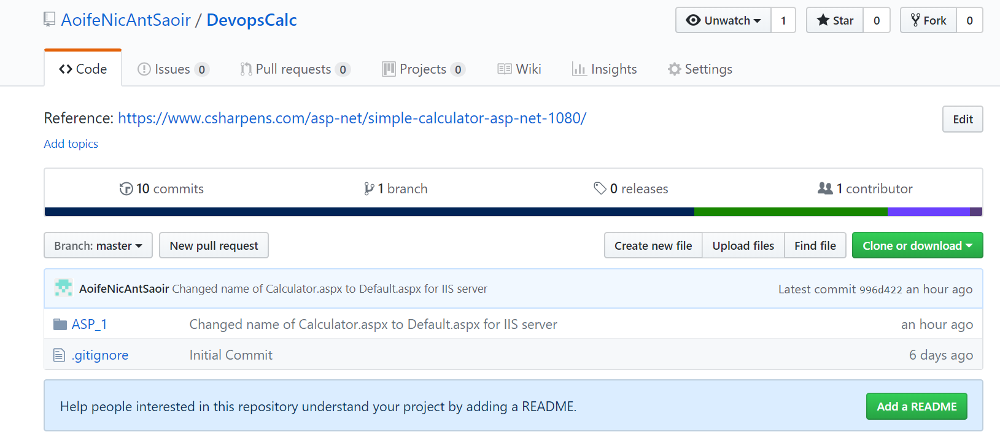 AoifeNicAntSaoir / DevopsCalc
Unwatch 1 Star 0 Fork 0
Code Issues 0 Pull requests 0 Projects 0 Wiki Insights Settings
Reference: https://www.csharpens.com/asp-net/simple-calculator-asp-net-1080/ Edit
Add topics
10 commits 1 branch 0 releases 1 contributor
Branch: master New pull request Create new file Upload files Find file Clone or download
AoifeNicAntSaoir Changed name of Calculator.aspx to Default.aspx for IIS server Latest commit 996d422 an hour ago
ASP_1 Changed name of Calculator.aspx to Default.aspx for IIS server an hour ago
.gitignore Initial Commit 6 days ago
Help people interested in this repository understand your project by adding a README. Add a README